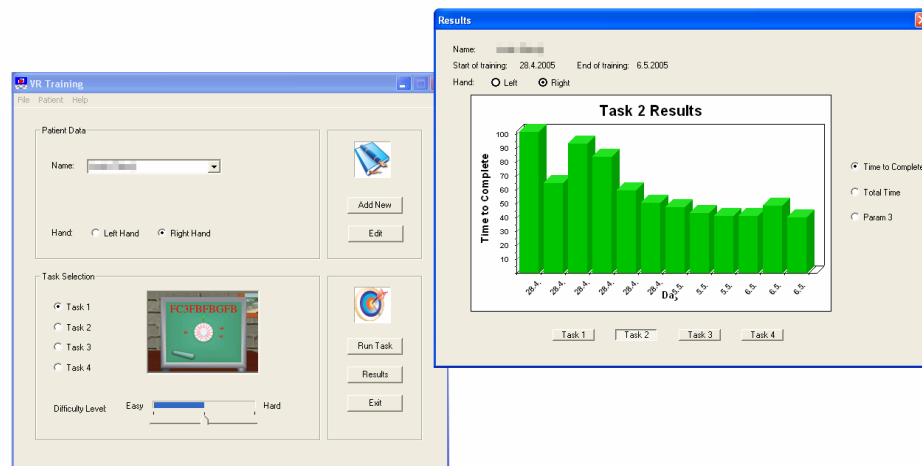 VR Training
File Patient Help
Patient Data
Name:
Hand: Left Hand Right Hand
Add New
Edit
Task Selection
Task 1
Task 2
Task 3
Task 4
FC3FBFBGFB
Difficulty Level: Easy Hard
Run Task
Results
Exit
Results
Name:
Start of training: 28.4.2005 End of training: 6.5.2005
Hand: Left Right
Task 2 Results
Time to Complete
100
90
80
70
60
50
40
30
20
10
28.4. 28.4. 28.4. 28.4. 28.4. 28.4. 5.5. 5.5. 5.5. 6.5. 6.5. 6.5.
Time to Complete
Total Time
Param 3
Task 1 Task 2 Task 3 Task 4